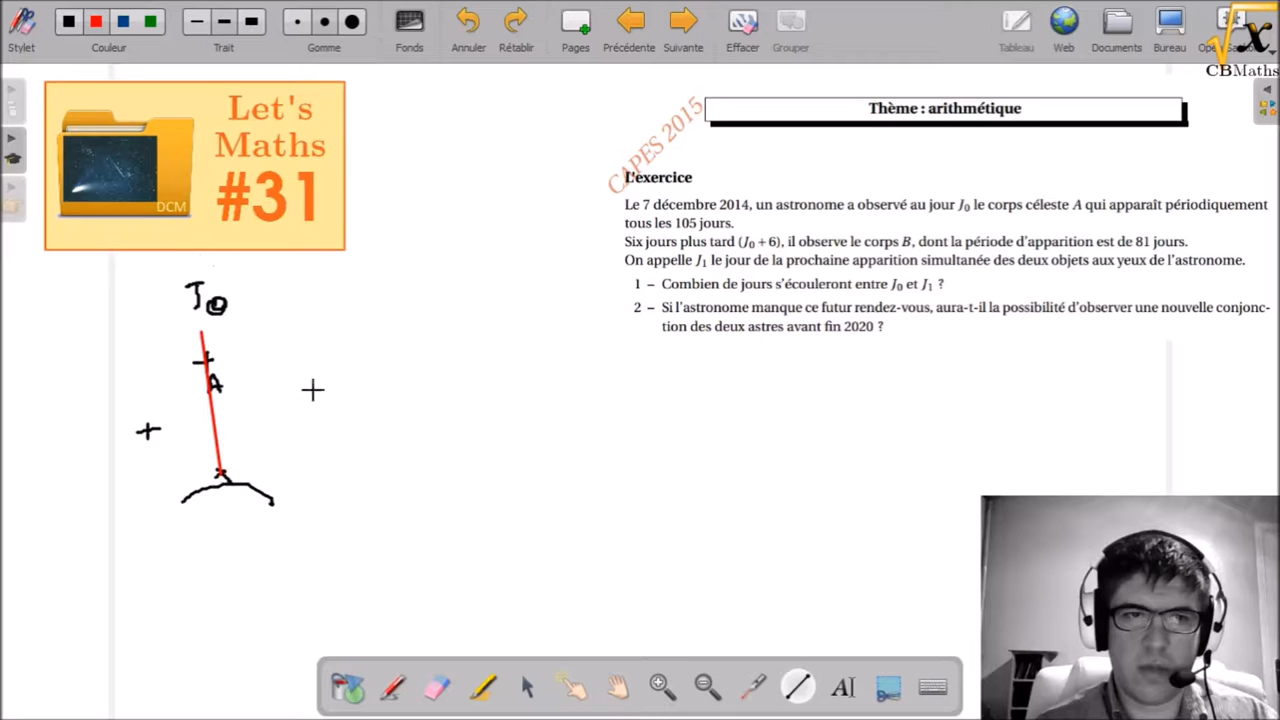 Stylet Couleur Trait Gomme Fonds Annuler Rétablir Pages Précédente Suivante Effacer Grouper Tableau Web Documents Bureau
CBMaths
Let's
Maths
#31
DCM
Thème : arithmétique
CAPES 2015
L'exercice
Le 7 décembre 2014, un astronome a observé au jour J₀ le corps céleste A qui apparaît périodiquement
tous les 105 jours.
Six jours plus tard (J₀ + 6), il observe le corps B, dont la période d'apparition est de 81 jours.
On appelle J₁ le jour de la prochaine apparition simultanée des deux objets aux yeux de l'astronome.
1 – Combien de jours s'écouleront entre J₀ et J₁ ?
2 – Si l'astronome manque ce futur rendez-vous, aura-t-il la possibilité d'observer une nouvelle conjonc-
tion des deux astres avant fin 2020 ?
J₀
A
AI